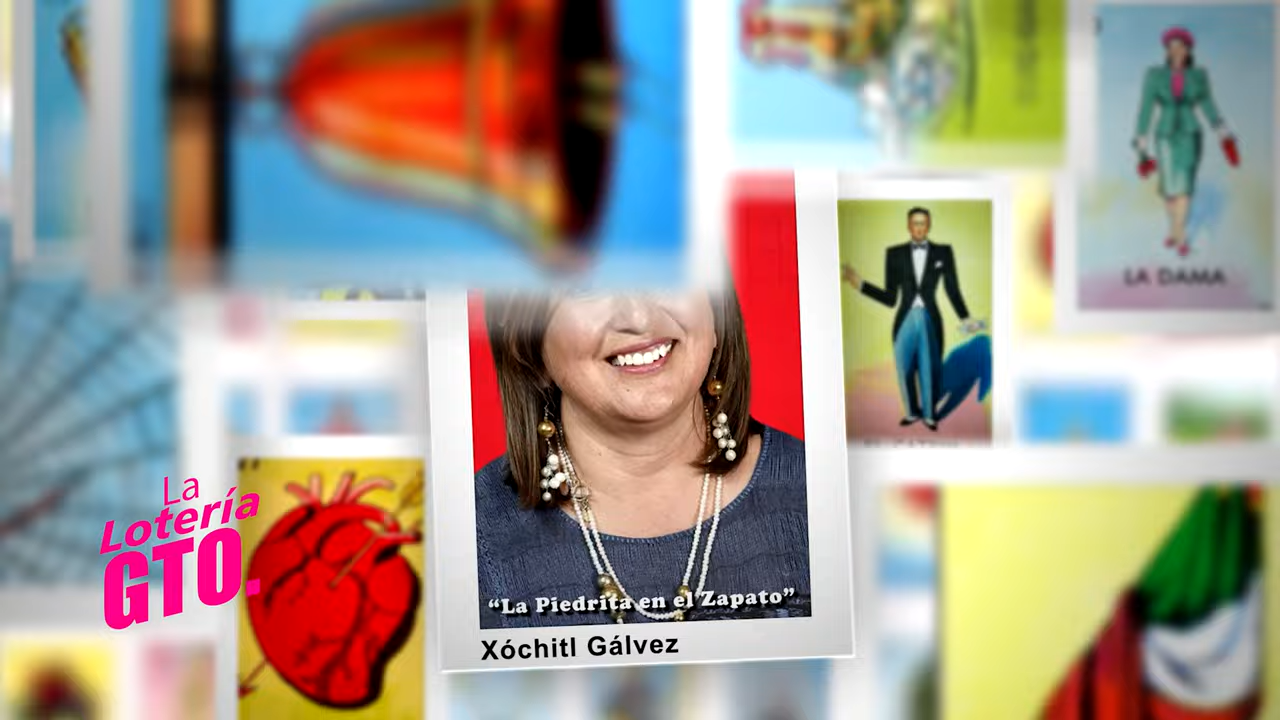 LA DAMA
La
Lotería
GTO.
“La Piedrita en el Zapato”
Xóchitl Gálvez